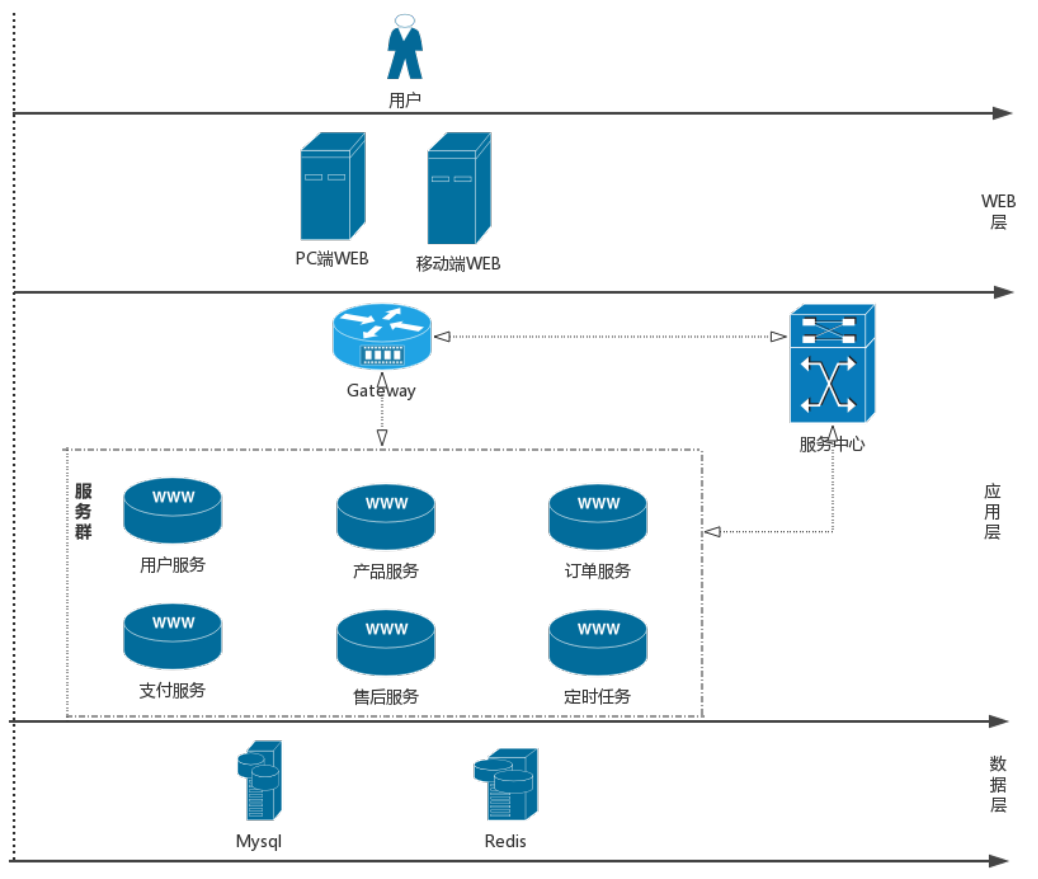 用户
WEB
层
PC端WEB
移动端WEB
Gateway
服务中心
服
务
群
WWW
WWW
WWW
用户服务
产品服务
订单服务
应
用
层
WWW
WWW
WWW
支付服务
售后服务
定时任务
数
据
层
Mysql
Redis